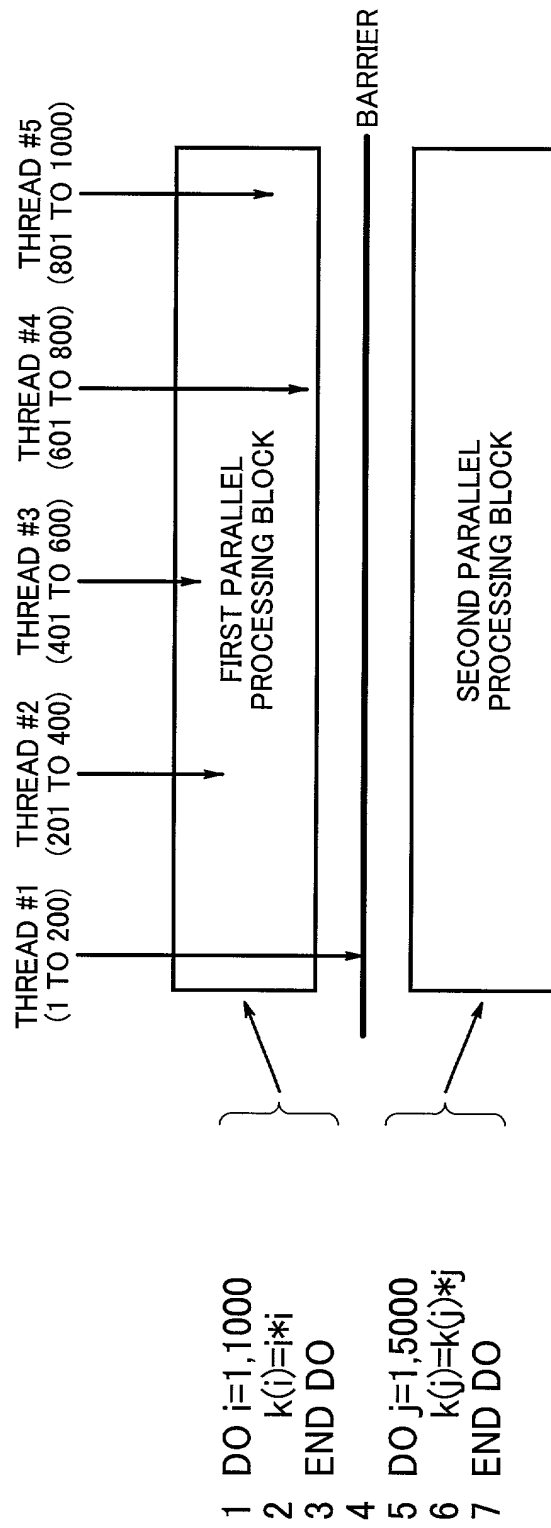 1 DO i=1,1000
2 k(i)=i*i
3 END DO
4
5 DO j=1,5000
6 k(j)=k(j)*j
7 END DO
THREAD #1
(1 TO 200)
THREAD #2
(201 TO 400)
THREAD #3
(401 TO 600)
THREAD #4
(601 TO 800)
THREAD #5
(801 TO 1000)
FIRST PARALLEL
PROCESSING BLOCK
BARRIER
SECOND PARALLEL
PROCESSING BLOCK